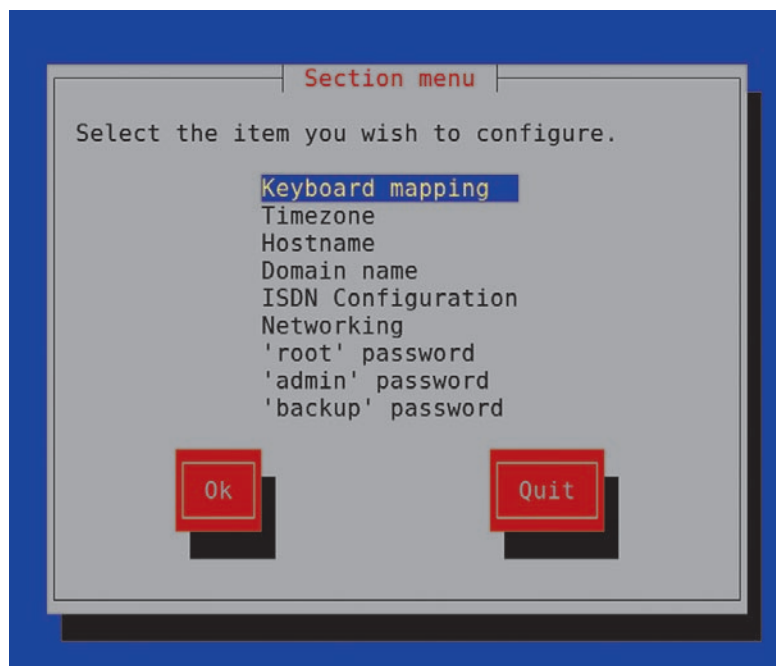 Section menu
Select the item you wish to configure.
Keyboard mapping
Timezone
Hostname
Domain name
ISDN Configuration
Networking
'root' password
'admin' password
'backup' password
Ok Quit